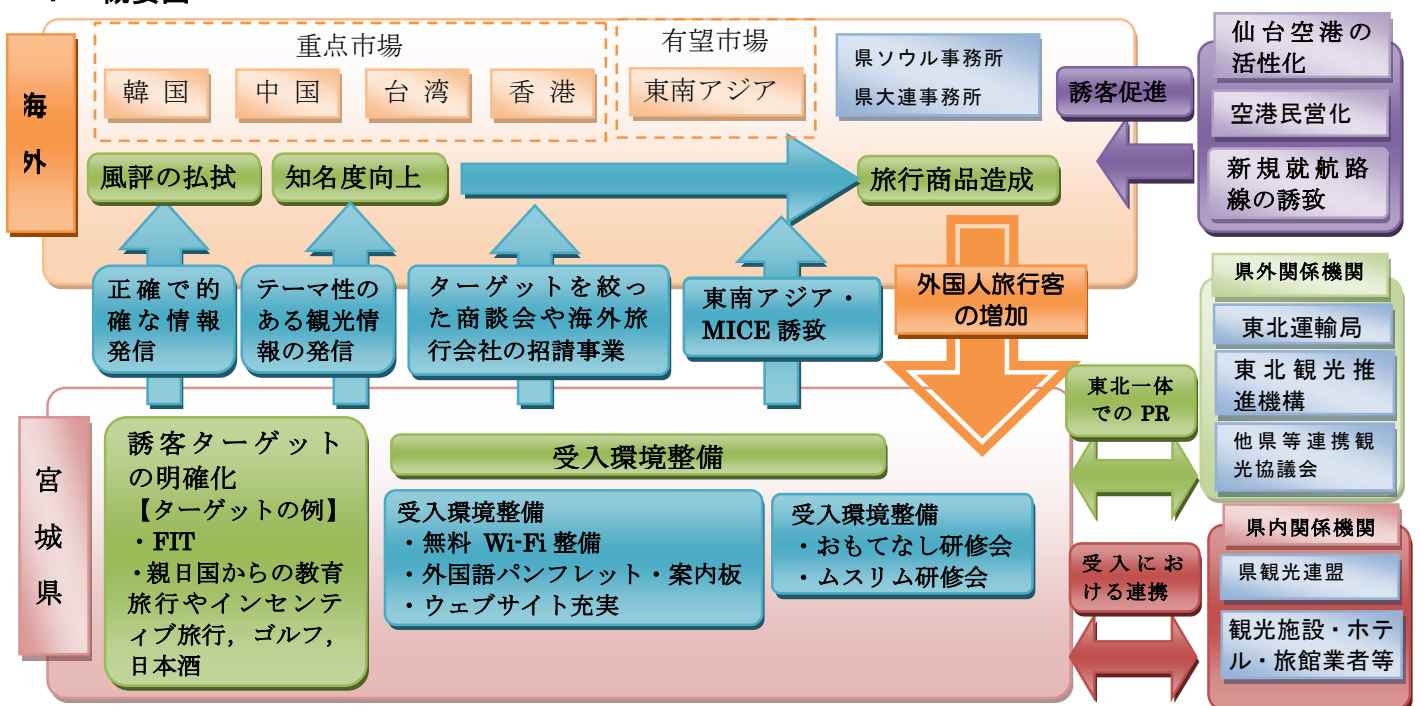 海
外
重点市場
韓国
中国
台湾
香港
有望市場
東南アジア
県ソウル事務所
県大連事務所
誘客促進
仙台空港の
活性化
空港民営化
新規就航路
線の誘致
風評の払拭
知名度向上
旅行商品造成
正確で的
確な情報
発信
テーマ性の
ある観光情
報の発信
ターゲットを絞っ
た商談会や海外旅
行会社の招請事業
東南アジア・
MICE 誘致
外国人旅行客
の増加
県外関係機関
東北運輸局
東北観光推
進機構
他県等連携観
光協議会
東北一体
での PR
宮
城
県
誘客ターゲット
の明確化
【ターゲットの例】
・FIT
・親日国からの教育
旅行やインセンテ
ィブ旅行，ゴルフ，
日本酒
受入環境整備
受入環境整備
・無料 Wi-Fi 整備
・外国語パンフレット・案内板
・ウェブサイト充実
受入環境整備
・おもてなし研修会
・ムスリム研修会
受入にお
ける連携
県内関係機関
県観光連盟
観光施設・ホテ
ル・旅館業者等